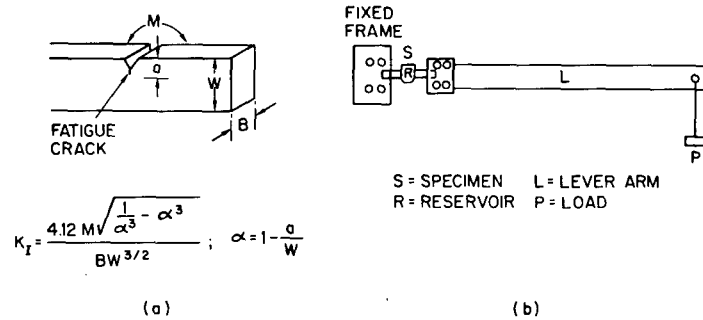 M
a
W
B
FATIGUE
CRACK
K_I = 4.12 M √(1/α³ - α³) / BW^3/2 ; α = 1 - a/W
(a)
FIXED
FRAME
S
R
L
P
S = SPECIMEN L = LEVER ARM
R = RESERVOIR P = LOAD
(b)